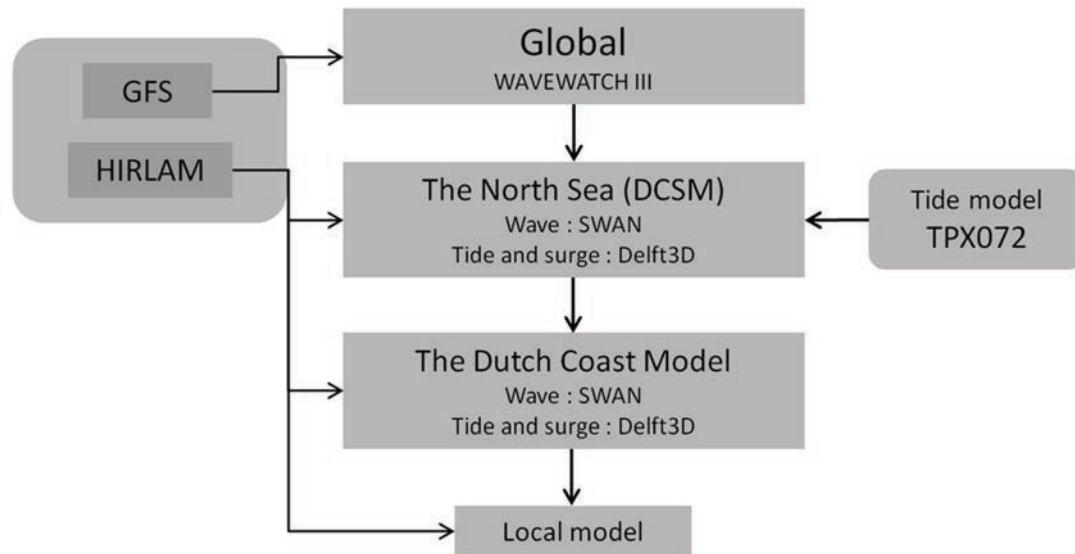 Global
WAVEWATCH III
GFS
HIRLAM
The North Sea (DCSM)
Wave : SWAN
Tide and surge : Delft3D
Tide model
TPX072
The Dutch Coast Model
Wave : SWAN
Tide and surge : Delft3D
Local model